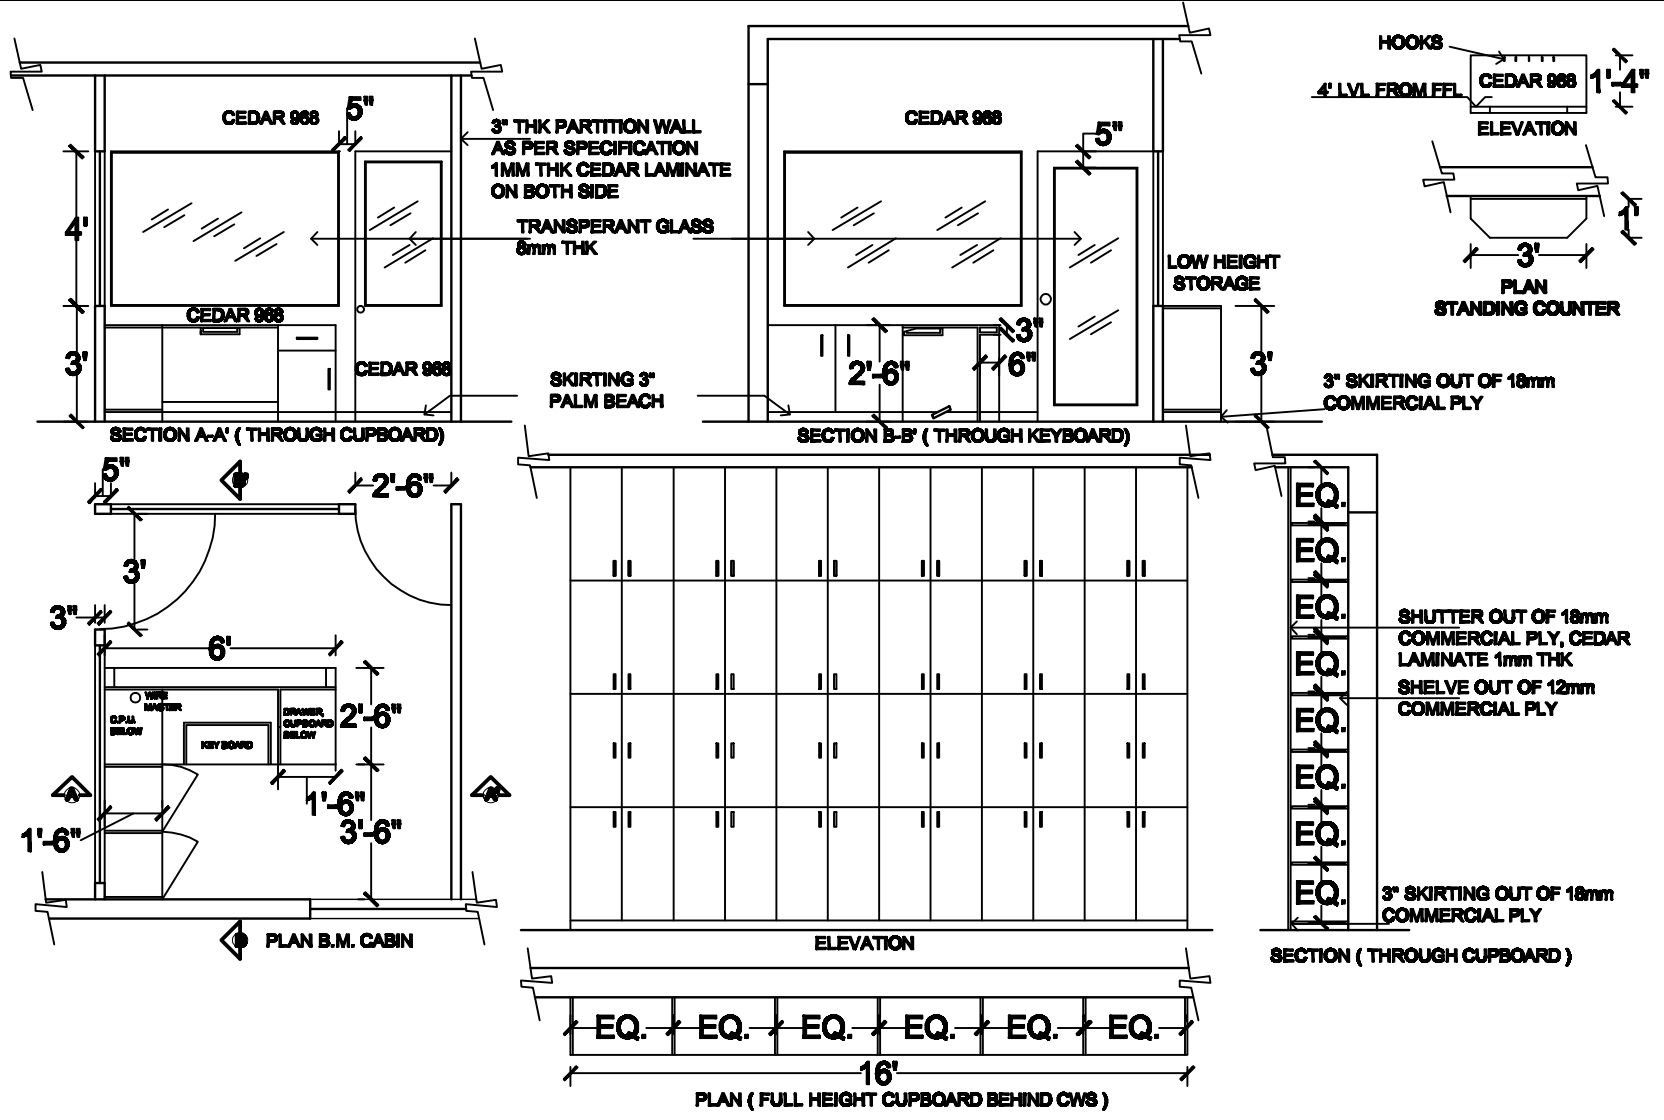 CEDAR 968
5"
3" THK PARTITION WALL
AS PER SPECIFICATION
1MM THK CEDAR LAMINATE
ON BOTH SIDE
4'
TRANSPERANT GLASS
8mm THK
CEDAR 968
3'
CEDAR 968
SKIRTING 3"
PALM BEACH
SECTION A-A' ( THROUGH CUPBOARD)
CEDAR 968
5"
LOW HEIGHT
STORAGE
3"
2'-6"
6"
3'
3" SKIRTING OUT OF 18mm
COMMERCIAL PLY
SECTION B-B' ( THROUGH KEYBOARD)
HOOKS
CEDAR 968
1'-4"
4' LVL FROM FFL
ELEVATION
1'
3'
PLAN
STANDING COUNTER
5"
B'
2'-6"
3'
3"
6'
WIRE
MASTER
C.P.U.
BELOW
KEY BOARD
DRAWER,
CUPBOARD
BELOW
2'-6"
A
A'
1'-6"
1'-6"
3'-6"
B
PLAN B.M. CABIN
ELEVATION
EQ.
EQ.
EQ.
EQ.
EQ.
EQ.
EQ.
EQ.
SHUTTER OUT OF 18mm
COMMERCIAL PLY, CEDAR
LAMINATE 1mm THK
SHELVE OUT OF 12mm
COMMERCIAL PLY
3" SKIRTING OUT OF 18mm
COMMERCIAL PLY
SECTION ( THROUGH CUPBOARD )
EQ. EQ. EQ. EQ. EQ. EQ.
16'
PLAN ( FULL HEIGHT CUPBOARD BEHIND CWS )